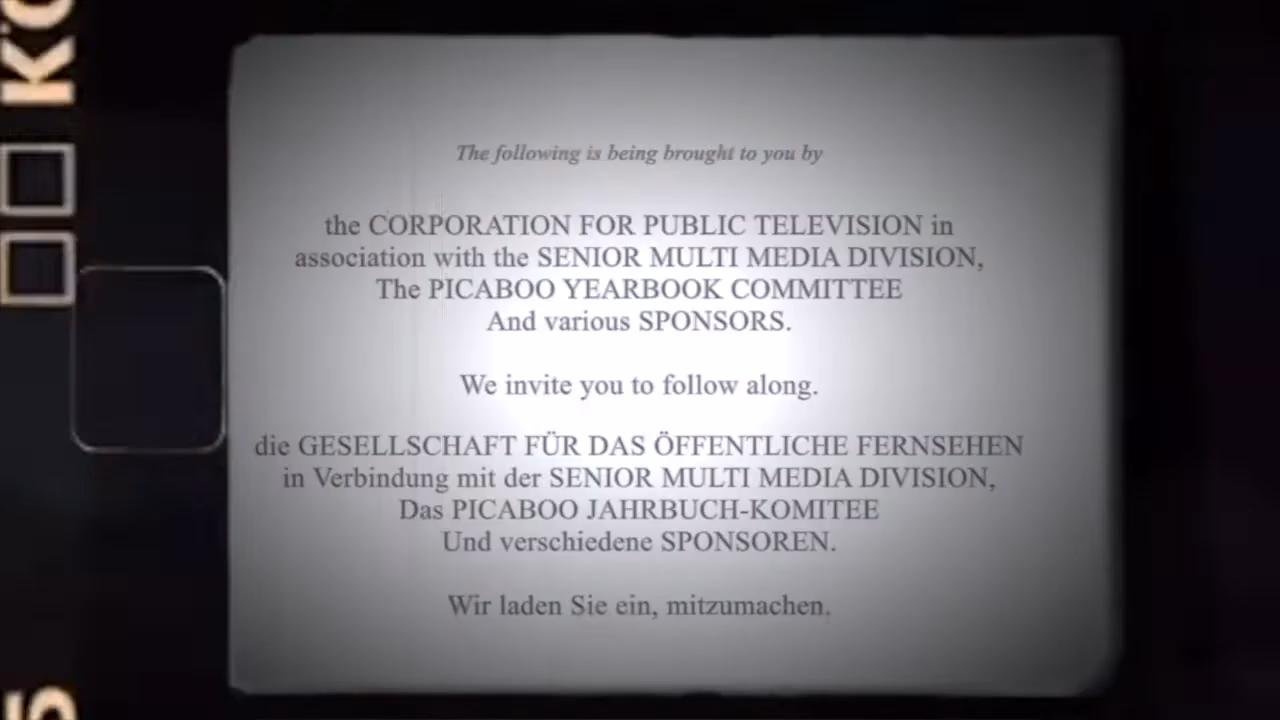 KO
The following is being brought to you by
the CORPORATION FOR PUBLIC TELEVISION in
association with the SENIOR MULTI MEDIA DIVISION,
The PICABOO YEARBOOK COMMITTEE
And various SPONSORS.
We invite you to follow along.
die GESELLSCHAFT FÜR DAS ÖFFENTLICHE FERNSEHEN
in Verbindung mit der SENIOR MULTI MEDIA DIVISION,
Das PICABOO JAHRBUCH-KOMITEE
Und verschiedene SPONSOREN.
Wir laden Sie ein, mitzumachen.
5